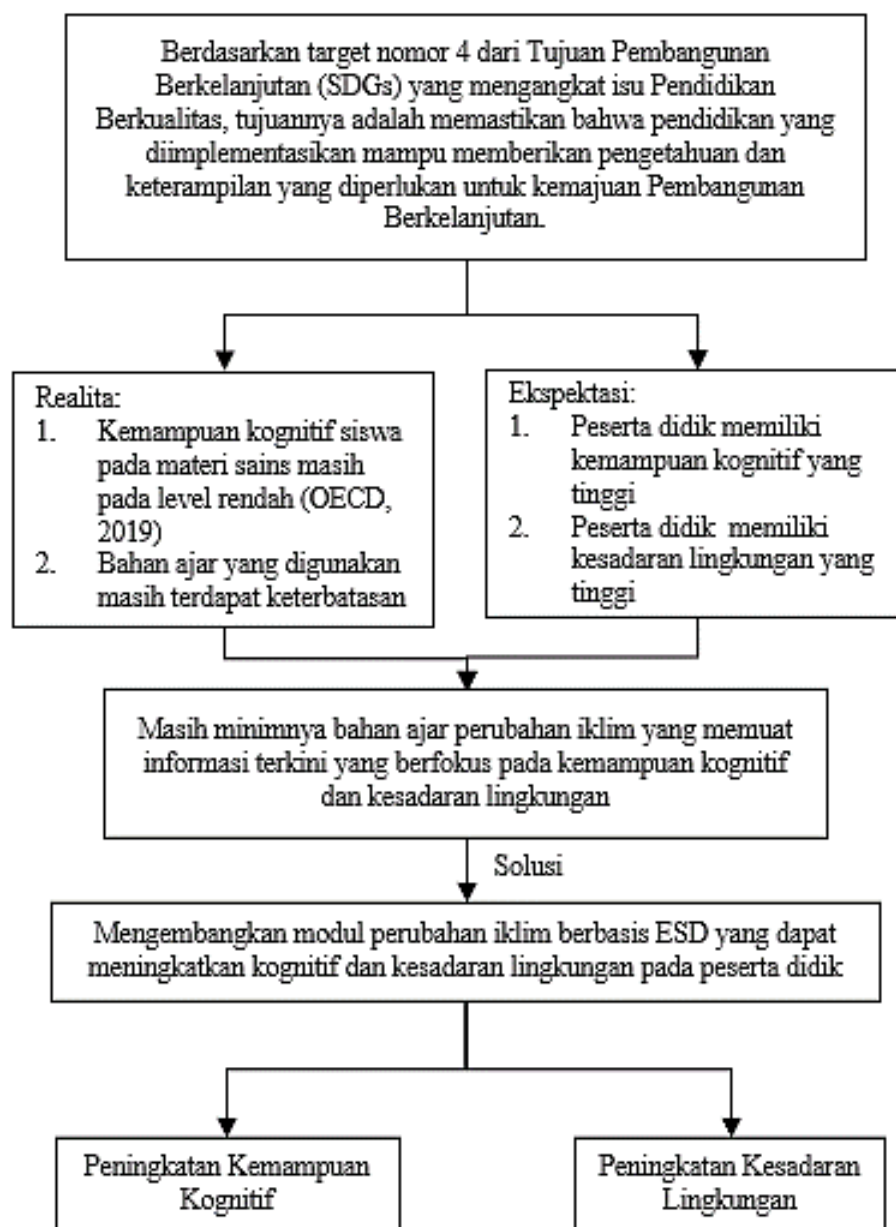 Berdasarkan target nomor 4 dari Tujuan Pembangunan
Berkelanjutan (SDGs) yang mengangkat isu Pendidikan
Berkualitas, tujuannya adalah memastikan bahwa pendidikan yang
diimplementasikan mampu memberikan pengetahuan dan
keterampilan yang diperlukan untuk kemajuan Pembangunan
Berkelanjutan.
Realita:
1. Kemampuan kognitif siswa
pada materi sains masih
pada level rendah (OECD,
2019)
2. Bahan ajar yang digunakan
masih terdapat keterbatasan
Ekspektasi:
1. Peserta didik memiliki
kemampuan kognitif yang
tinggi
2. Peserta didik memiliki
kesadaran lingkungan yang
tinggi
Masih minimnya bahan ajar perubahan iklim yang memuat
informasi terkini yang berfokus pada kemampuan kognitif
dan kesadaran lingkungan
Solusi
Mengembangkan modul perubahan iklim berbasis ESD yang dapat
meningkatkan kognitif dan kesadaran lingkungan pada peserta didik
Peningkatan Kemampuan
Kognitif
Peningkatan Kesadaran
Lingkungan